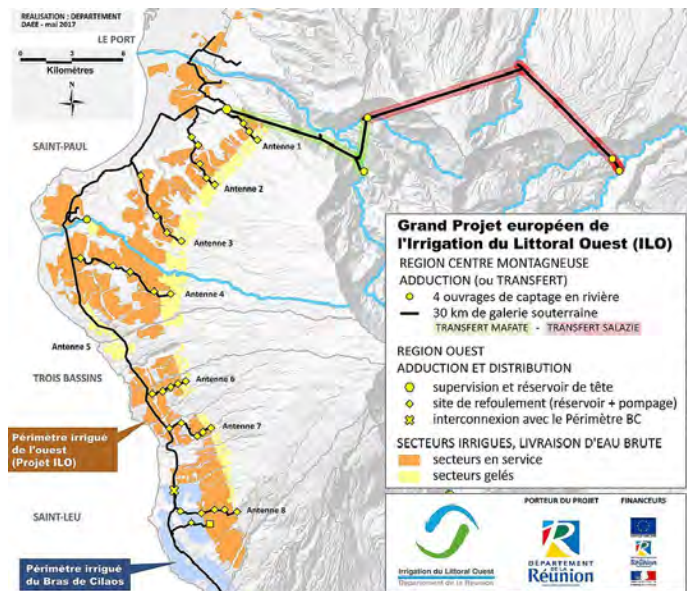 REALISATION : DEPARTEMENT
DAEE - mai 2017
LE PORT
0 3 6
Kilomètres
SAINT-PAUL
Antenne 1
Antenne 2
Antenne 3
Antenne 4
Antenne 5
TROIS BASSINS
Antenne 6
Antenne 7
Périmètre irrigué
de l'ouest
(Projet ILO)
SAINT-LEU
Antenne 8
Périmètre irrigué
du Bras de Cilaos
Grand Projet européen de
l'Irrigation du Littoral Ouest (ILO)
REGION CENTRE MONTAGNEUSE
ADDUCTION (ou TRANSFERT)
4 ouvrages de captage en rivière
30 km de galerie souterraine
TRANSFERT MAFATE - TRANSFERT SALAZIE
REGION OUEST
ADDUCTION ET DISTRIBUTION
supervision et réservoir de tête
site de refoulement (réservoir + pompage)
interconnexion avec le Périmètre BC
SECTEURS IRRIGUES, LIVRAISON D'EAU BRUTE
secteurs en service
secteurs gelés
Irrigation du Littoral Ouest
Département de la Réunion
PORTEUR DU PROJET
DÉPARTEMENT
DE LA
Réunion
FINANCEURS